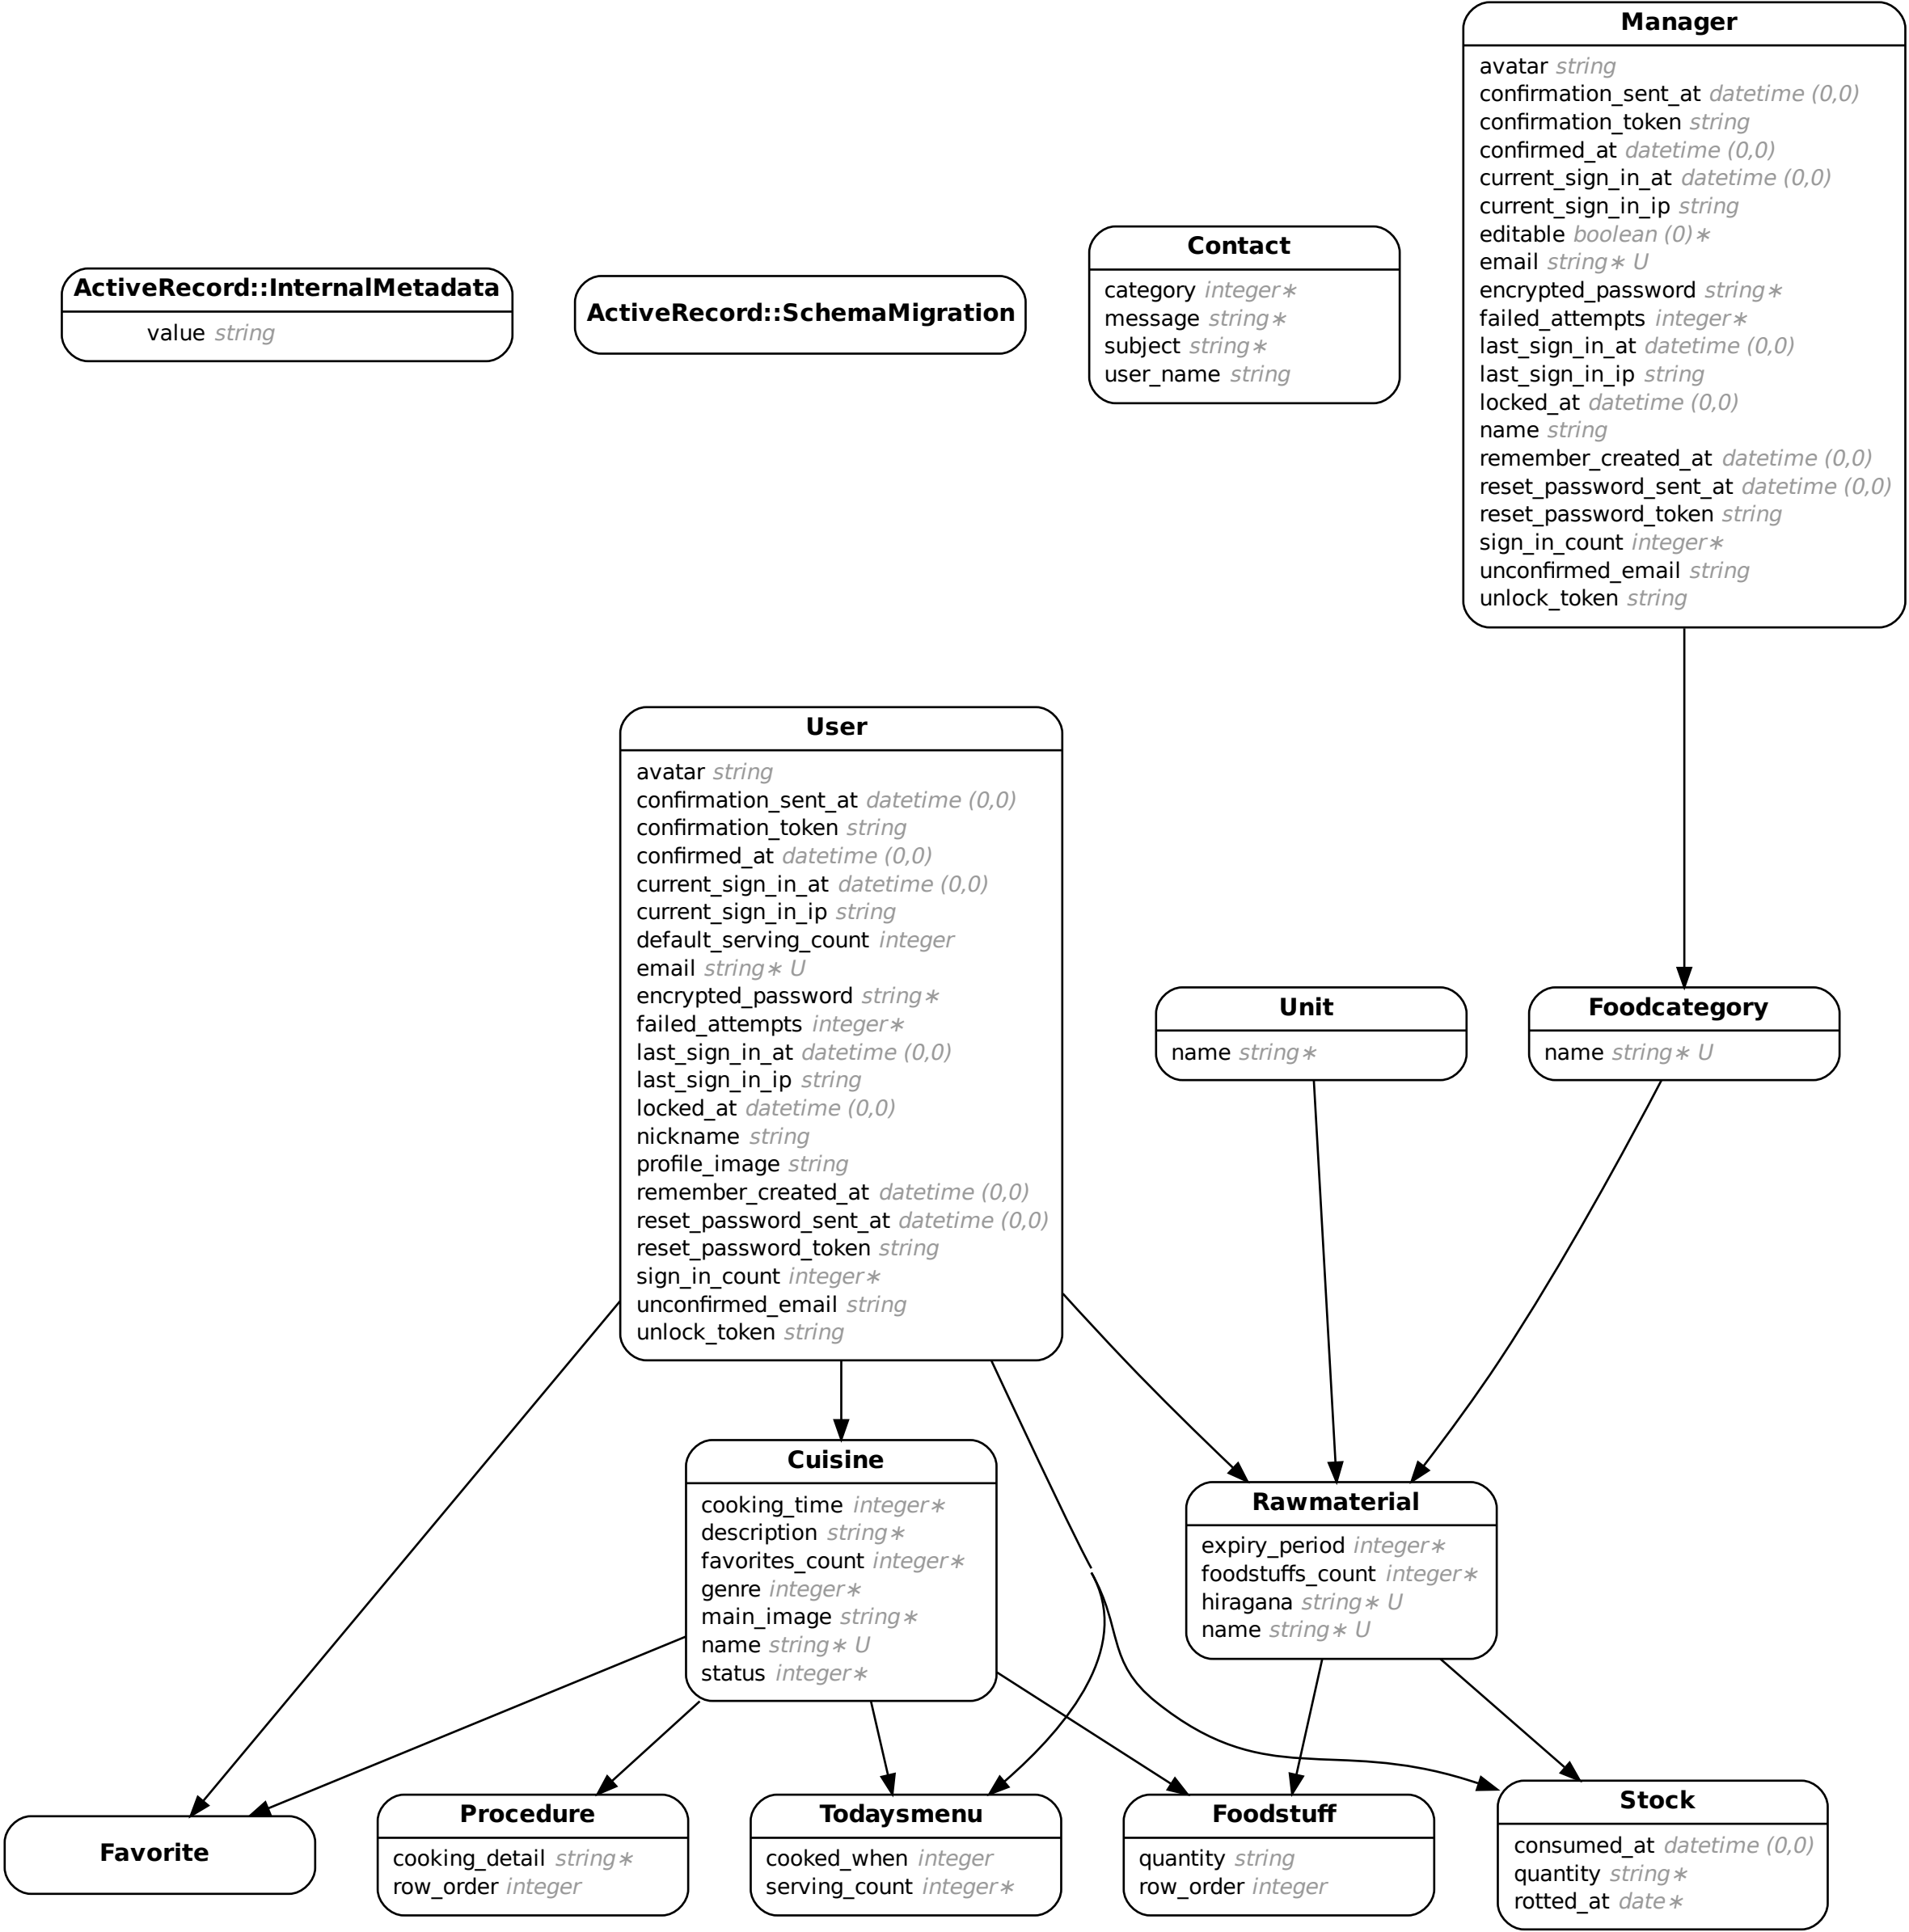 Manager
avatar string
confirmation_sent_at datetime (0,0)
confirmation_token string
confirmed_at datetime (0,0)
current_sign_in_at datetime (0,0)
current_sign_in_ip string
editable boolean (0)∗
email string∗ U
encrypted_password string∗
failed_attempts integer∗
last_sign_in_at datetime (0,0)
last_sign_in_ip string
locked_at datetime (0,0)
name string
remember_created_at datetime (0,0)
reset_password_sent_at datetime (0,0)
reset_password_token string
sign_in_count integer∗
unconfirmed_email string
unlock_token string
ActiveRecord::InternalMetadata
value string
ActiveRecord::SchemaMigration
Contact
category integer∗
message string∗
subject string∗
user_name string
User
avatar string
confirmation_sent_at datetime (0,0)
confirmation_token string
confirmed_at datetime (0,0)
current_sign_in_at datetime (0,0)
current_sign_in_ip string
default_serving_count integer
email string∗ U
encrypted_password string∗
failed_attempts integer∗
last_sign_in_at datetime (0,0)
last_sign_in_ip string
locked_at datetime (0,0)
nickname string
profile_image string
remember_created_at datetime (0,0)
reset_password_sent_at datetime (0,0)
reset_password_token string
sign_in_count integer∗
unconfirmed_email string
unlock_token string
Unit
name string∗
Foodcategory
name string∗ U
Cuisine
cooking_time integer∗
description string∗
favorites_count integer∗
genre integer∗
main_image string∗
name string∗ U
status integer∗
Rawmaterial
expiry_period integer∗
foodstuffs_count integer∗
hiragana string∗ U
name string∗ U
Favorite
Procedure
cooking_detail string∗
row_order integer
Todaysmenu
cooked_when integer
serving_count integer∗
Foodstuff
quantity string
row_order integer
Stock
consumed_at datetime (0,0)
quantity string∗
rotted_at date∗